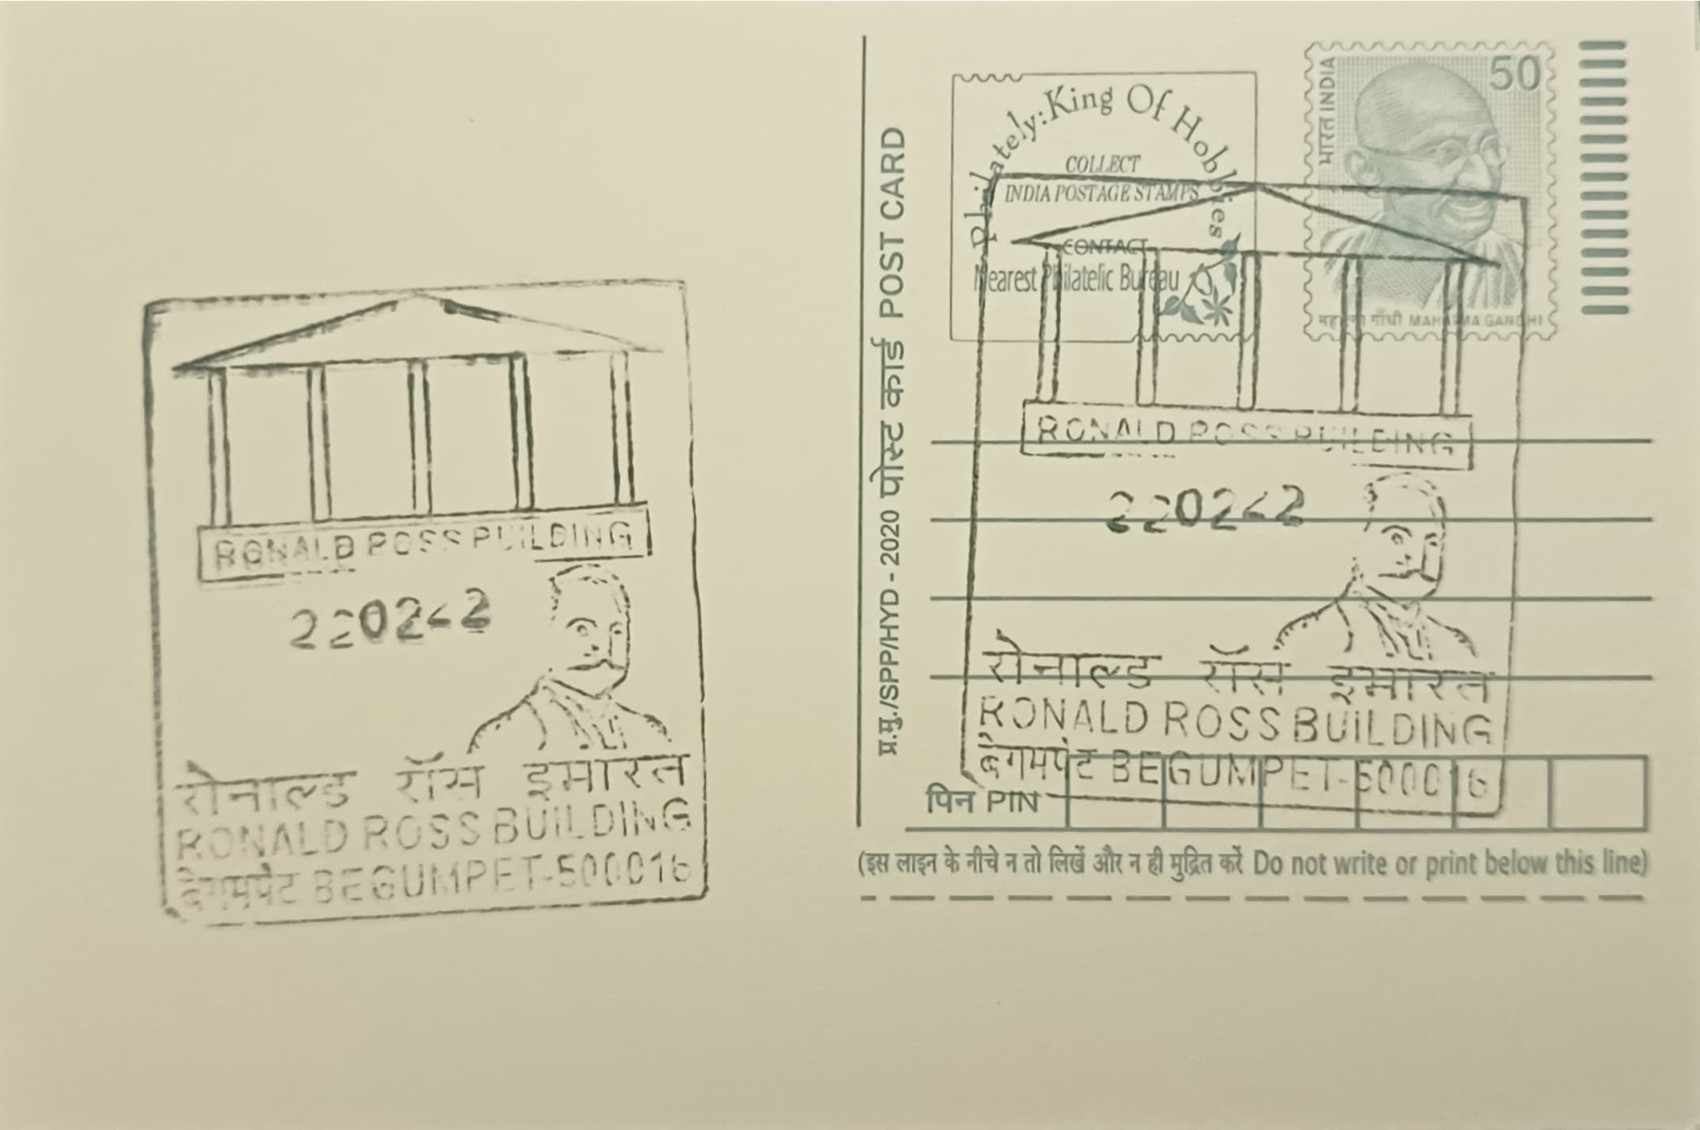 RONALD ROSS BUILDING
220222
रोनाल्ड रॉस इमारत
RONALD ROSS BUILDING
बेगमपेट BEGUMPET-500016
प्र.मु./SPP/HYD - 2020 पोस्ट कार्ड POST CARD
Philately: King Of Hobbies
COLLECT
INDIA POSTAGE STAMPS
CONTACT
Nearest Philatelic Bureau
भारत INDIA
50
महात्मा गाँधी MAHATMA GANDHI
RONALD ROSS BUILDING
220222
रोनाल्ड रॉस इमारत
RONALD ROSS BUILDING
बेगमपेट BEGUMPET-500016
पिन PIN
(इस लाइन के नीचे न तो लिखें और न ही मुद्रित करें Do not write or print below this line)